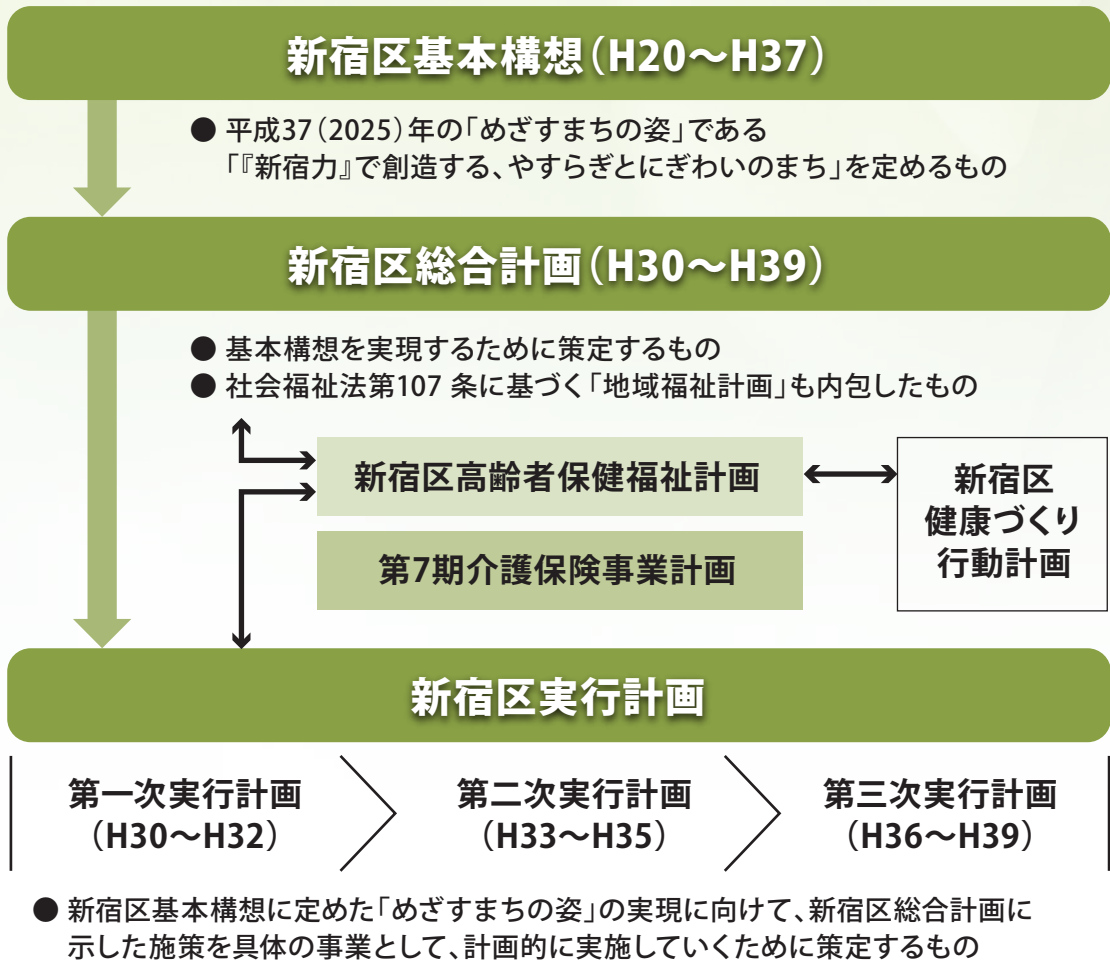 新宿区基本構想（H20～H37）
● 平成37（2025）年の「めざすまちの姿」である
「『新宿力』で創造する、やすらぎとにぎわいのまち」を定めるもの
新宿区総合計画（H30～H39）
● 基本構想を実現するために策定するもの
● 社会福祉法第107 条に基づく「地域福祉計画」も内包したもの
新宿区高齢者保健福祉計画
第7期介護保険事業計画
新宿区
健康づくり
行動計画
新宿区実行計画
第一次実行計画
（H30～H32）
第二次実行計画
（H33～H35）
第三次実行計画
（H36～H39）
● 新宿区基本構想に定めた「めざすまちの姿」の実現に向けて、新宿区総合計画に
示した施策を具体の事業として、計画的に実施していくために策定するもの